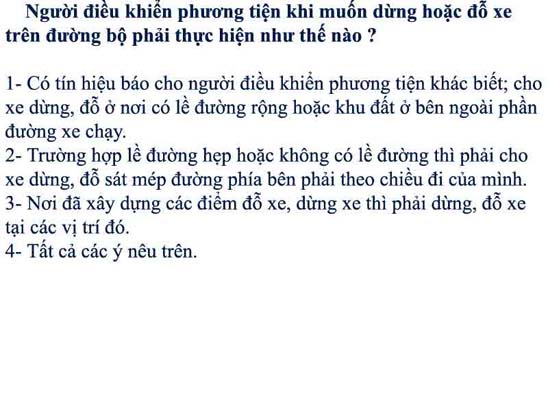 Người điều khiển phương tiện khi muốn dừng hoặc đỗ xe
trên đường bộ phải thực hiện như thế nào ?
1- Có tín hiệu báo cho người điều khiển phương tiện khác biết; cho
xe dừng, đỗ ở nơi có lề đường rộng hoặc khu đất ở bên ngoài phần
đường xe chạy.
2- Trường hợp lề đường hẹp hoặc không có lề đường thì phải cho
xe dừng, đỗ sát mép đường phía bên phải theo chiều đi của mình.
3- Nơi đã xây dựng các điểm đỗ xe, dừng xe thì phải dừng, đỗ xe
tại các vị trí đó.
4- Tất cả các ý nêu trên.